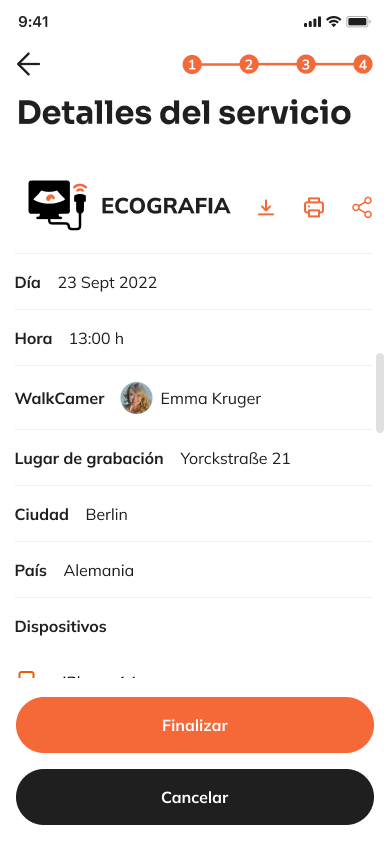 9:41
1 2 3 4
Detalles del servicio
ECOGRAFIA
Día 23 Sept 2022
Hora 13:00 h
WalkCamer Emma Kruger
Lugar de grabación Yorckstraße 21
Ciudad Berlin
País Alemania
Dispositivos
Finalizar
Cancelar